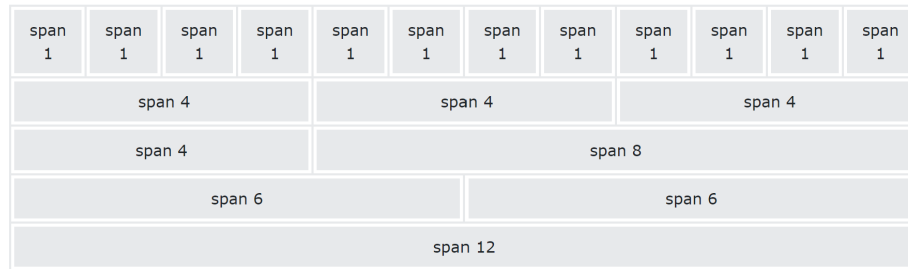 span span span span span span span span span span span span
1 1 1 1 1 1 1 1 1 1 1 1
span 4 span 4 span 4
span 4 span 8
span 6 span 6
span 12